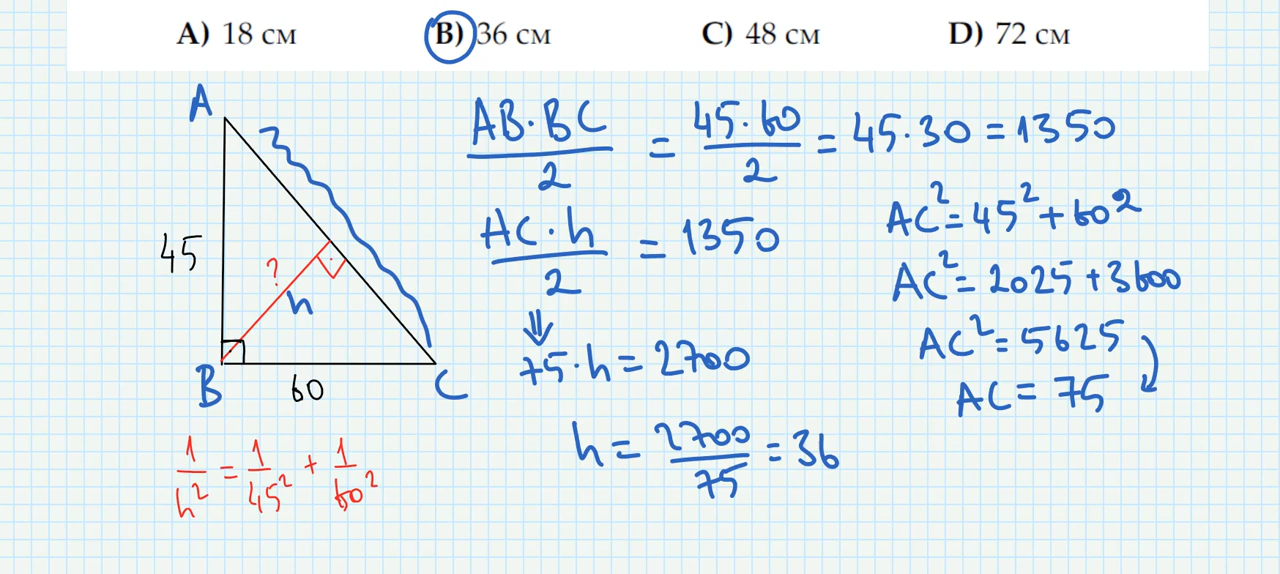 A) 18 см B) 36 см C) 48 см D) 72 см
A
45
?
h
B
60
C
AB·BC/2 = 45·60/2 = 45·30 = 1350
AC·h/2 = 1350
⇓
75·h = 2700
h = 2700/75 = 36
AC² = 45² + 60²
AC² = 2025 + 3600
AC² = 5625
AC = 75
1/h² = 1/45² + 1/60²